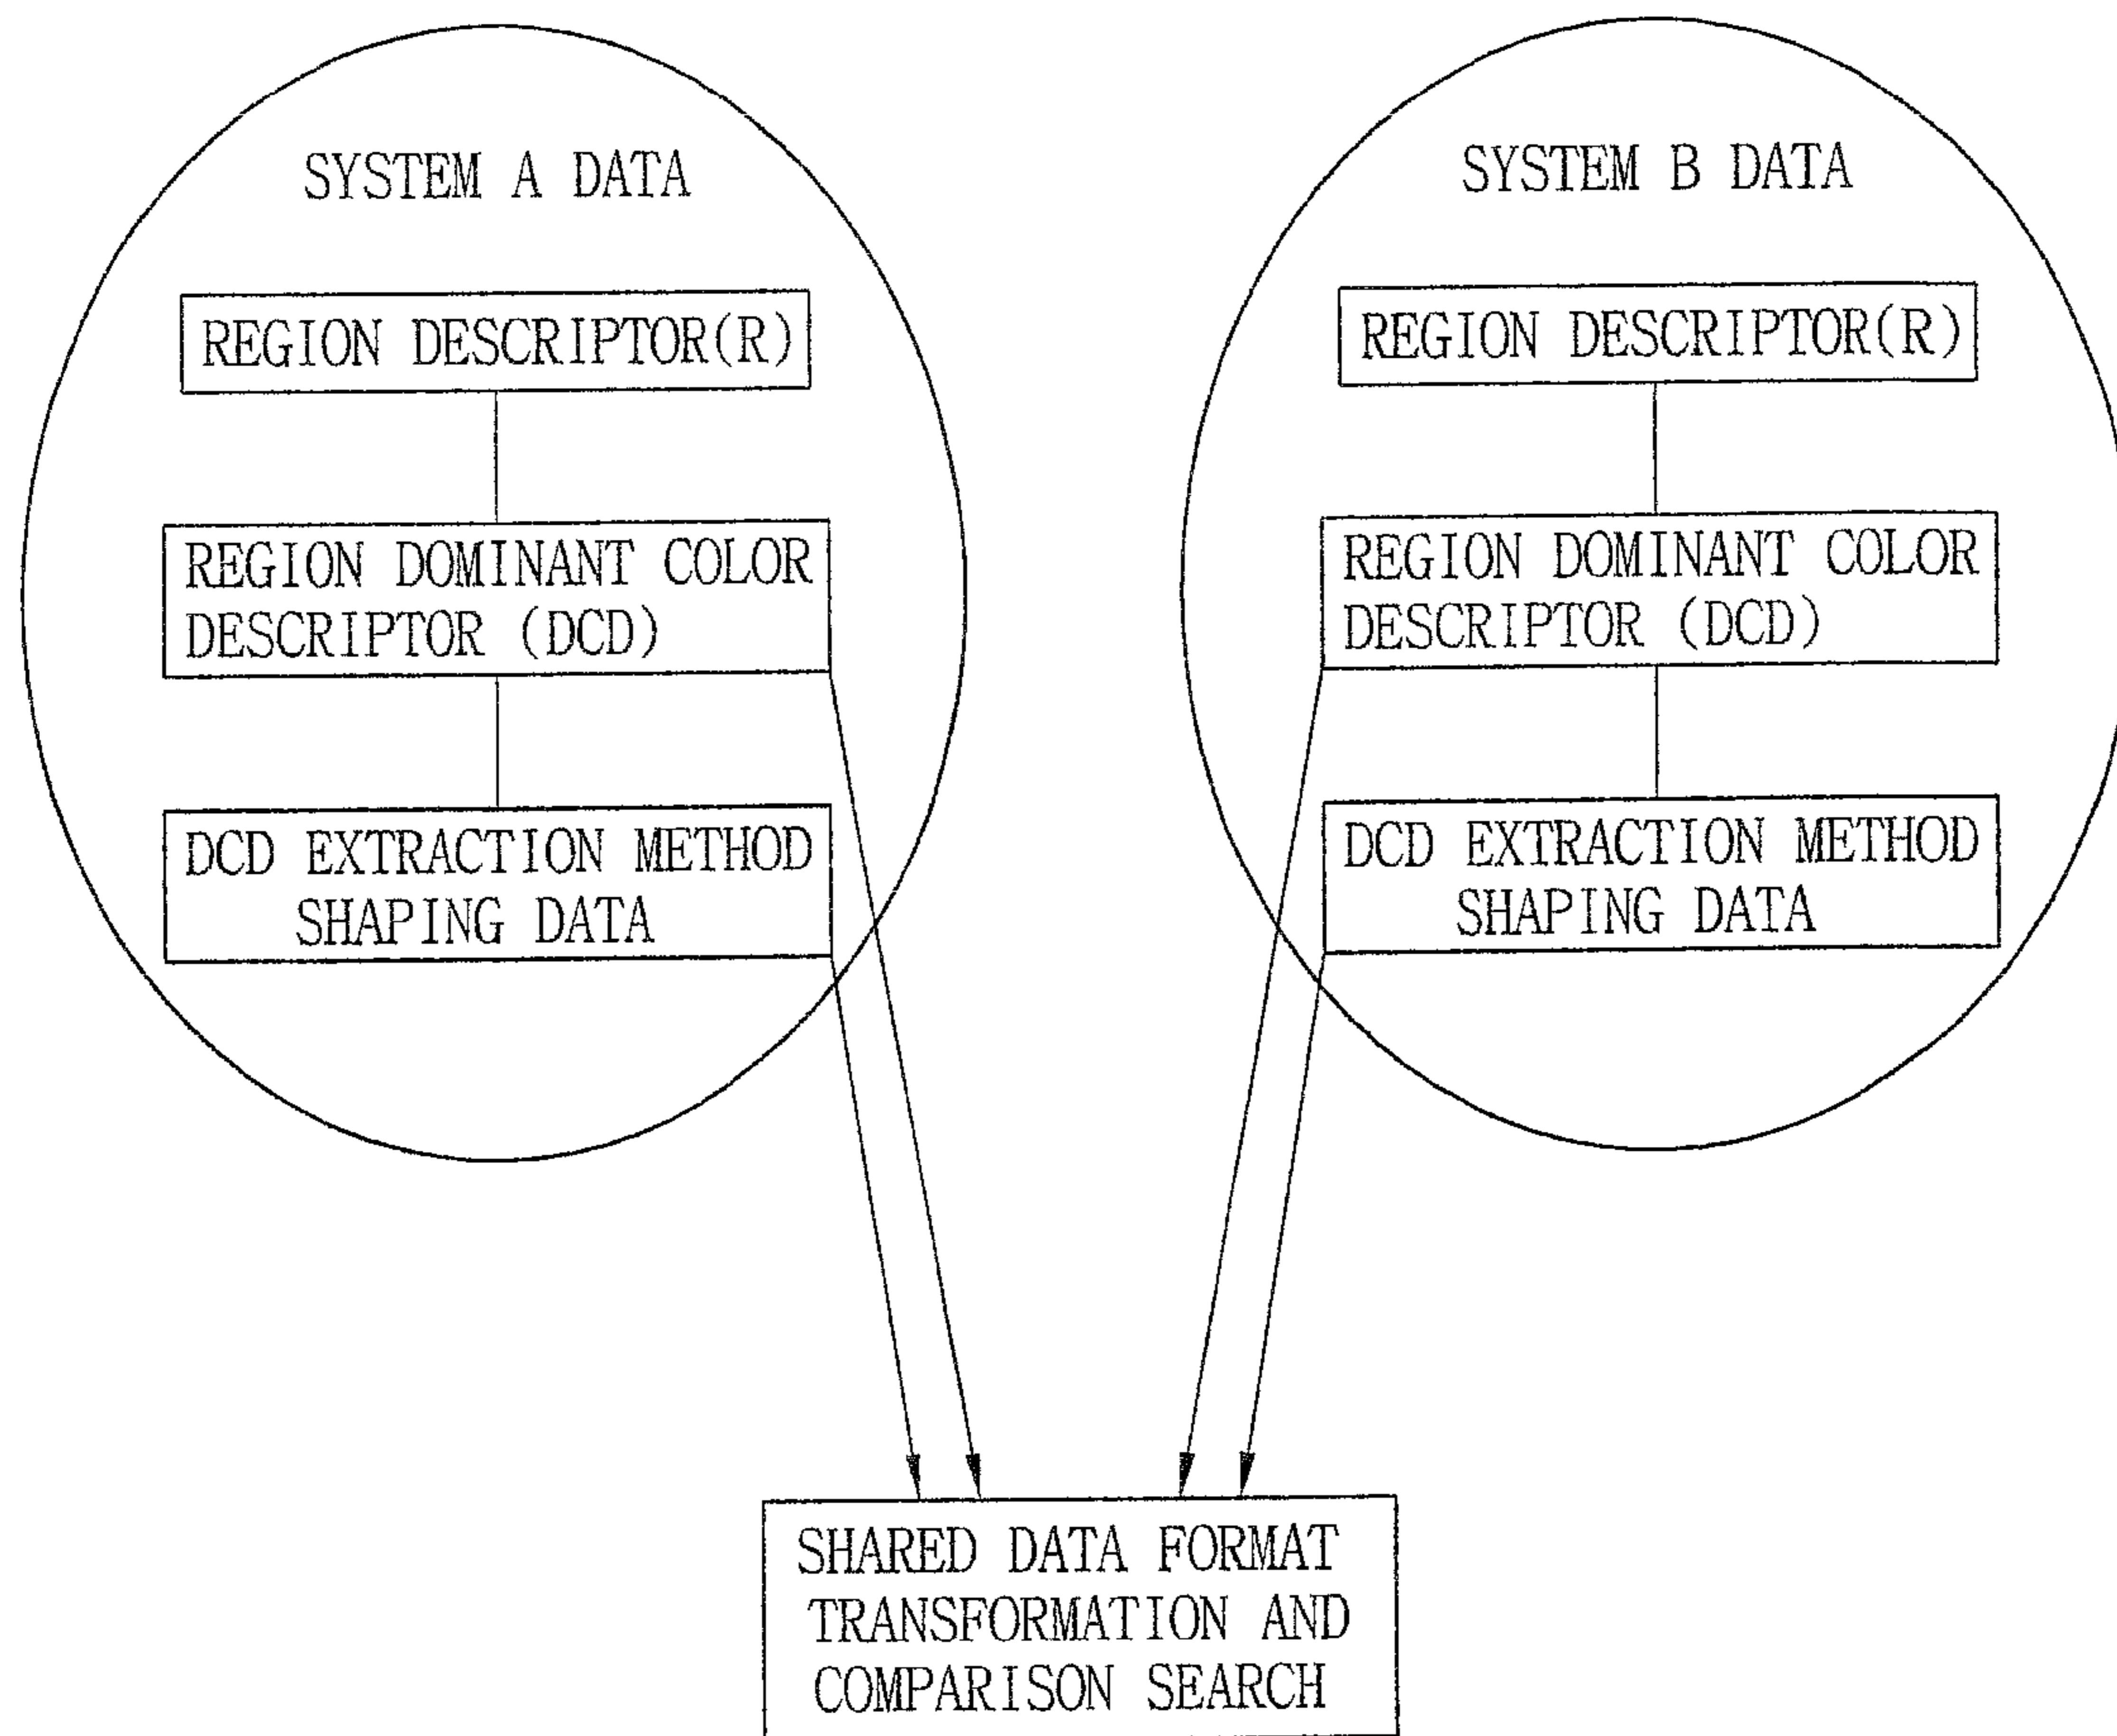 SYSTEM A DATA
REGION DESCRIPTOR(R)
REGION DOMINANT COLOR
DESCRIPTOR (DCD)
DCD EXTRACTION METHOD
SHAPING DATA
SYSTEM B DATA
REGION DESCRIPTOR(R)
REGION DOMINANT COLOR
DESCRIPTOR (DCD)
DCD EXTRACTION METHOD
SHAPING DATA
SHARED DATA FORMAT
TRANSFORMATION AND
COMPARISON SEARCH